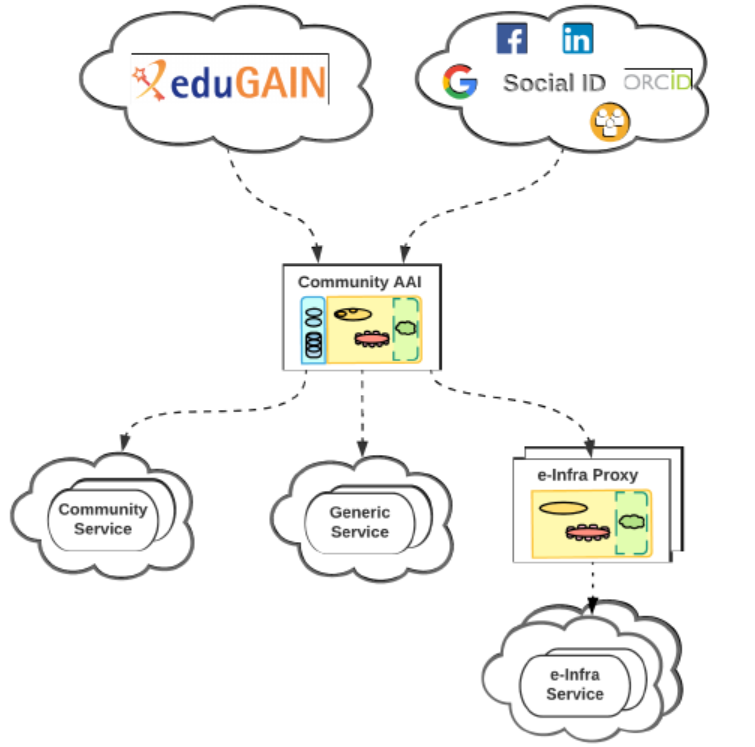 eduGAIN
Social ID
ORCiD
Community AAI
Community
Service
Generic
Service
e-Infra Proxy
e-Infra
Service